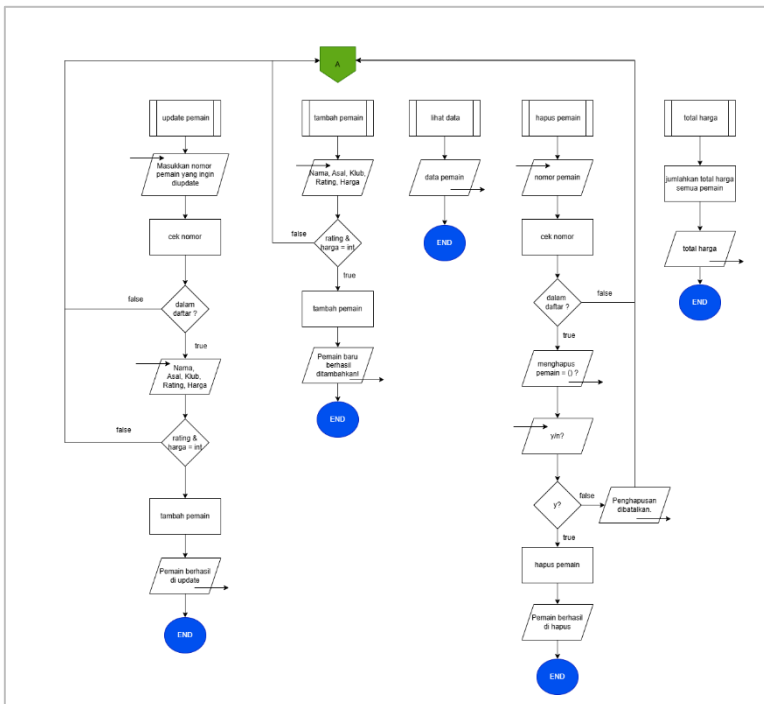 A
update pemain
Masukkan nomor
pemain yang ingin
diupdate
cek nomor
false
dalam
daftar ?
true
Nama,
Asal, Klub,
Rating, Harga
false
rating &
harga = int
tambah pemain
Pemain berhasil
di update
END
tambah pemain
Nama, Asal, Klub,
Rating, Harga
false
rating &
harga = int
true
tambah pemain
Pemain baru
berhasil
ditambahkan!
END
lihat data
data pemain
END
hapus pemain
nomor pemain
cek nomor
dalam
daftar ?
false
true
menghapus
pemain = () ?
y/n?
y?
false
Penghapusan
dibatalkan.
true
hapus pemain
Pemain berhasil
di hapus
END
total harga
jumlahkan total harga
semua pemain
total harga
END